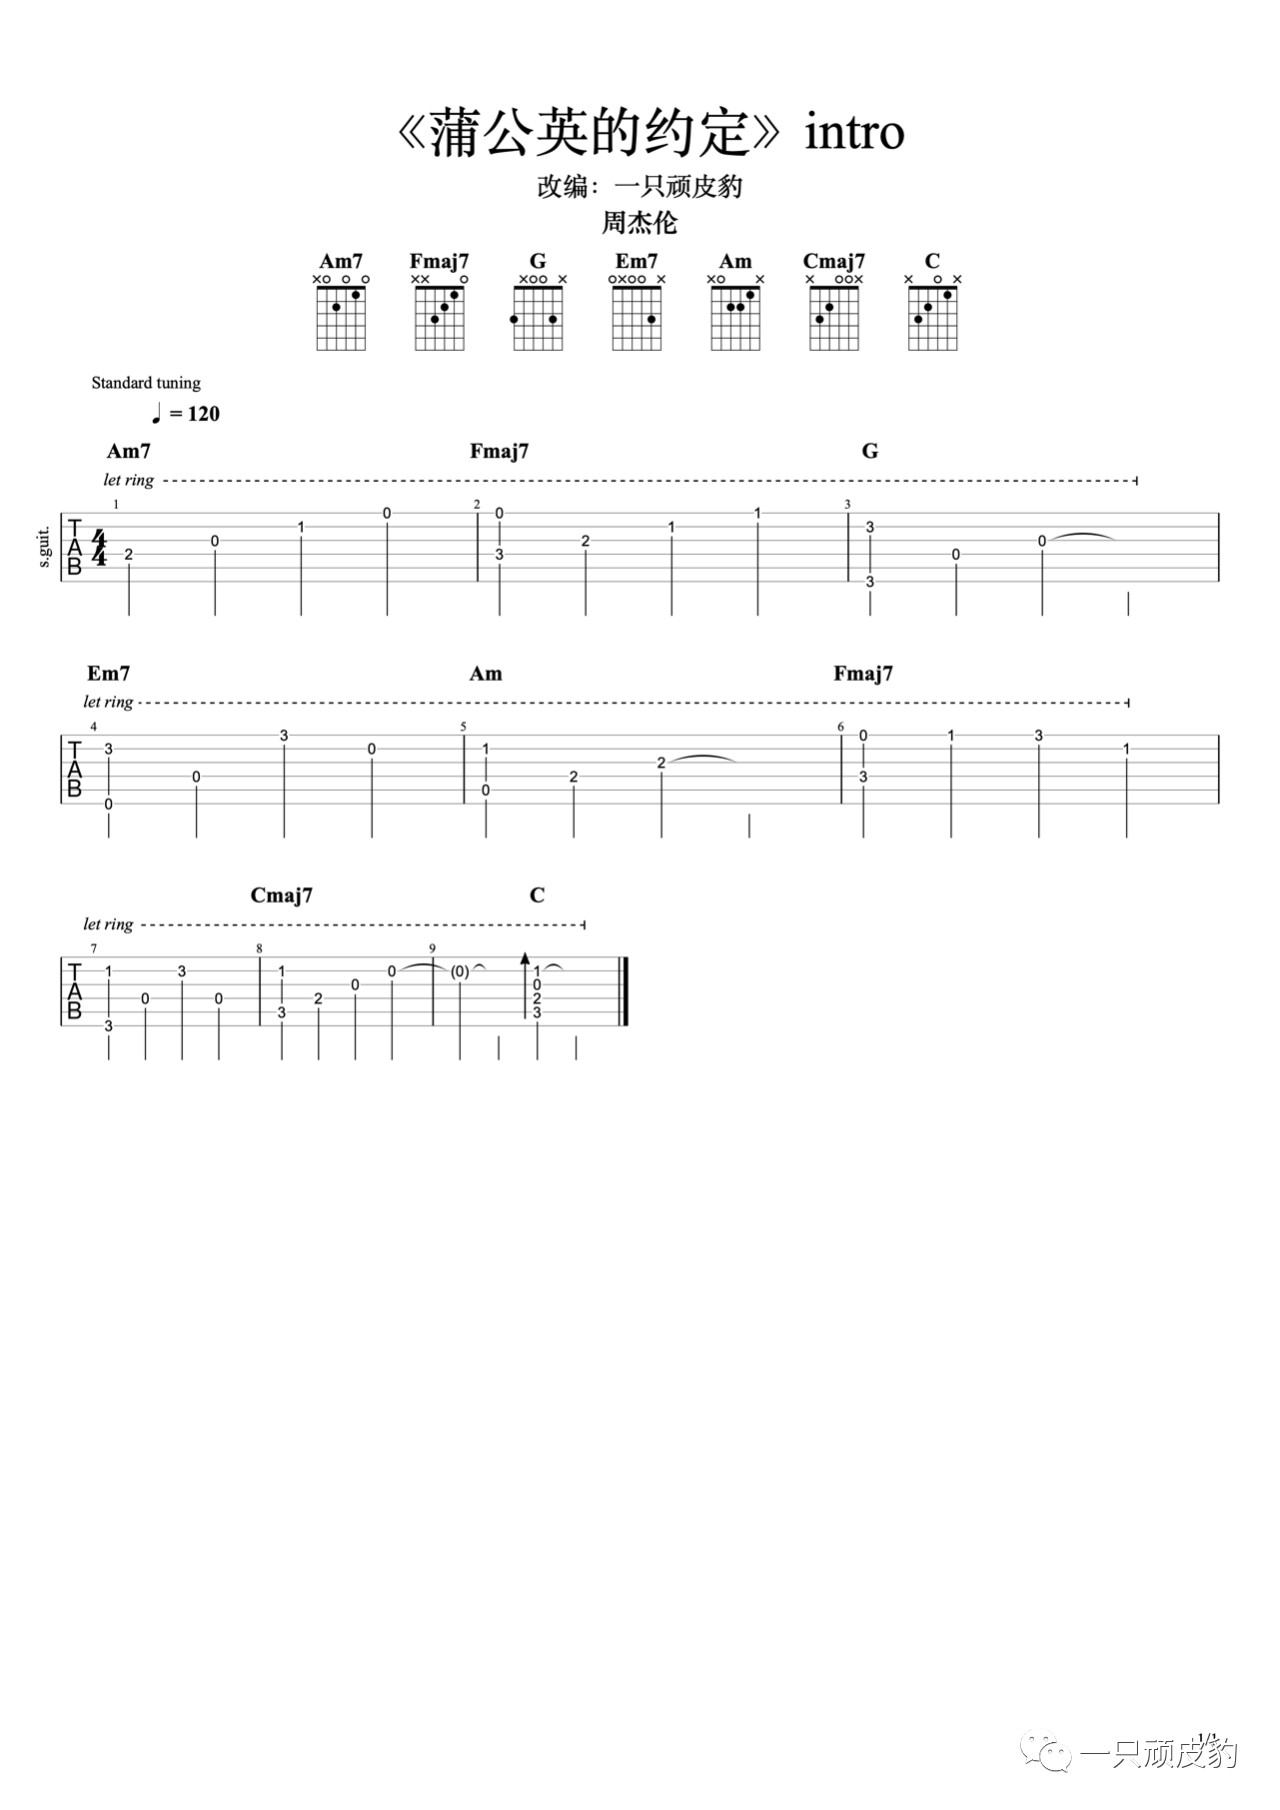 《蒲公英的约定》intro
改编：一只顽皮豹
周杰伦
Am7 Fmaj7 G Em7 Am Cmaj7 C
Standard tuning
= 120
Am7 Fmaj7 G
let ring
1 2 3
s.guit.
TAB
4/4
2 0 1 0 0 3 2 1 1 3 3 0 0
Em7 Am Fmaj7
let ring
4 5 6
TAB
3 0 0 3 0 1 0 2 2 0 3 1 3 1
Cmaj7 C
let ring
7 8 9
TAB
1 3 0 3 0 1 3 2 0 0 (0) 1 0 2 3
1/1
一只顽皮豹